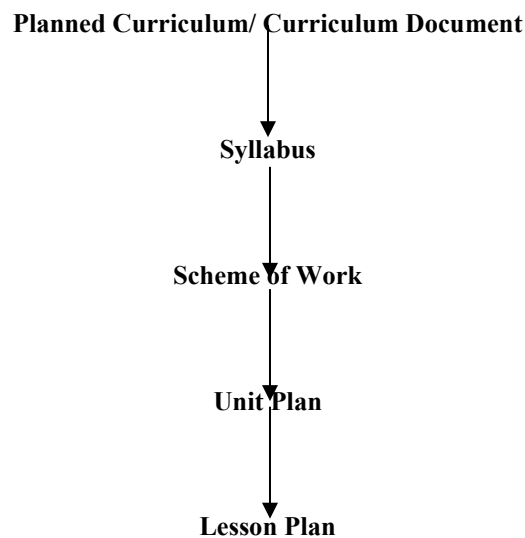 Planned Curriculum/ Curriculum Document
Syllabus
Scheme of Work
Unit Plan
Lesson Plan